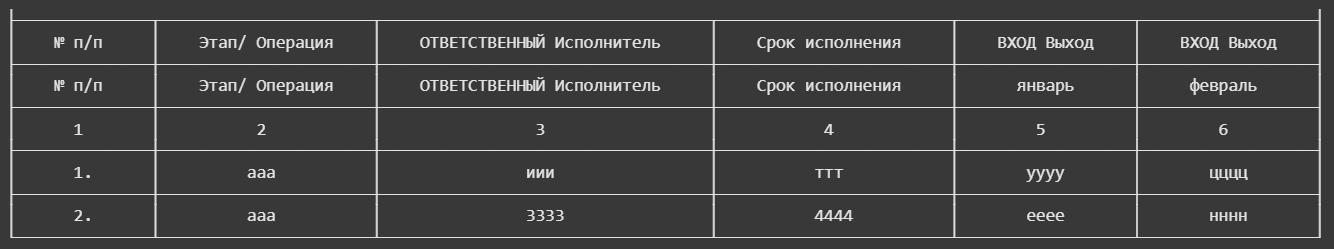 № п/п Этап/ Операция ОТВЕТСТВЕННЫЙ Исполнитель Срок исполнения ВХОД Выход ВХОД Выход
№ п/п Этап/ Операция ОТВЕТСТВЕННЫЙ Исполнитель Срок исполнения январь февраль
1 2 3 4 5 6
1. ааа иии ттт уууу цццц
2. ааа 3333 4444 ееее нннн